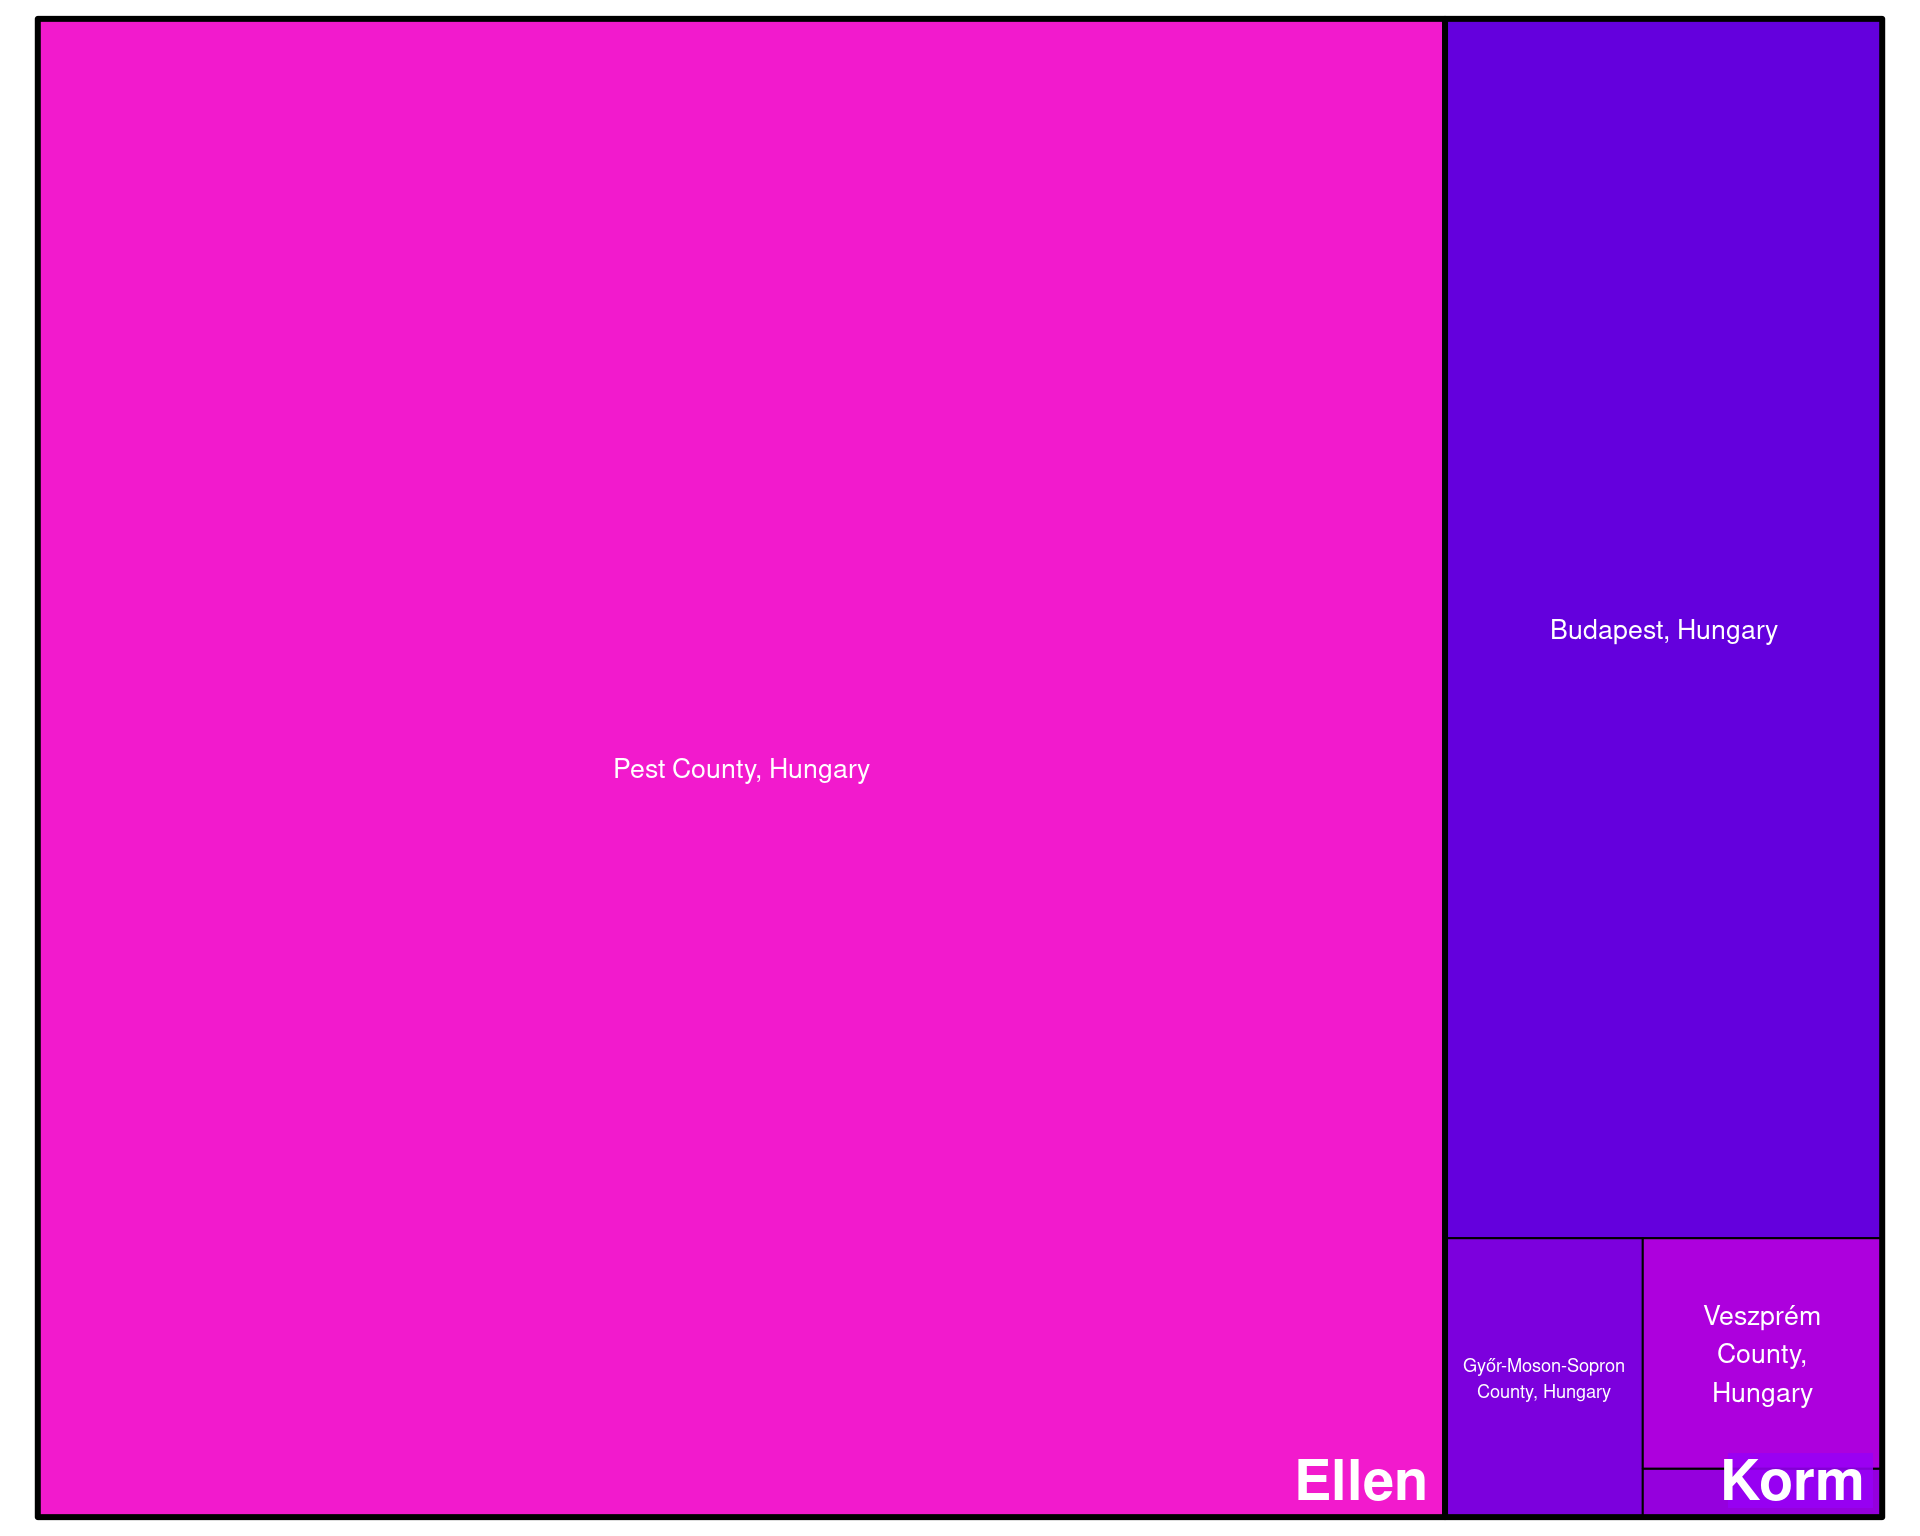 Budapest, Hungary
Pest County, Hungary
Veszprém
County,
Hungary
Győr-Moson-Sopron
County, Hungary
Ellen
Korm